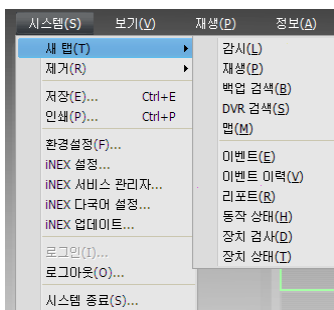 시스템(S) 보기(V) 재생(P) 정보(A)
새 탭(T)
제거(R)
저장(E)... Ctrl+E
인쇄(P)... Ctrl+P
환경설정(F)...
iNEX 설정...
iNEX 서비스 관리자...
iNEX 다국어 설정...
iNEX 업데이트...
로그인(I)...
로그아웃(O)...
시스템 종료(S)...
감시(L)
재생(P)
백업 검색(B)
DVR 검색(S)
맵(M)
이벤트(E)
이벤트 이력(V)
리포트(R)
동작 상태(H)
장치 검사(D)
장치 상태(T)